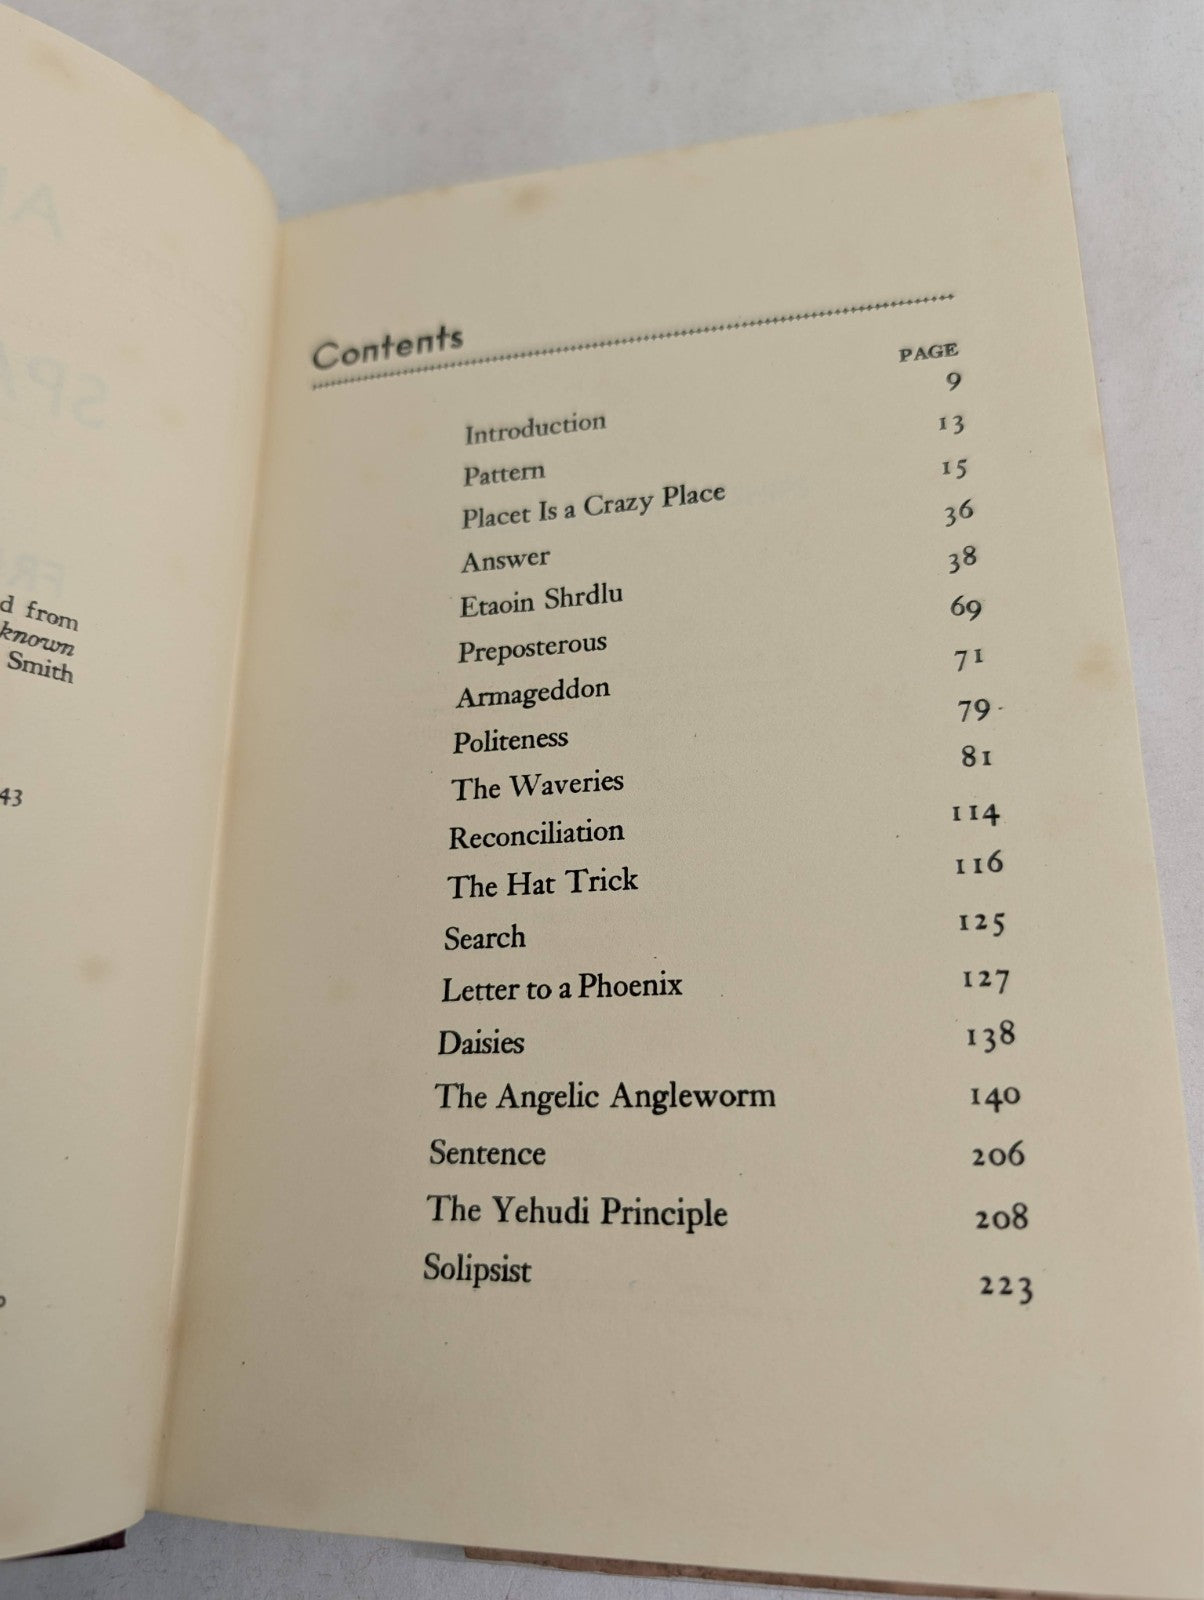 d from
known
Smith
43
Contents
PAGE
Introduction 9
Pattern 13
Placet Is a Crazy Place 15
Answer 36
Etaoin Shrdlu 38
Preposterous 69
Armageddon 71
Politeness 79
The Waveries 81
Reconciliation 114
The Hat Trick 116
Search 125
Letter to a Phoenix 127
Daisies 138
The Angelic Angleworm 140
Sentence 206
The Yehudi Principle 208
Solipsist 223